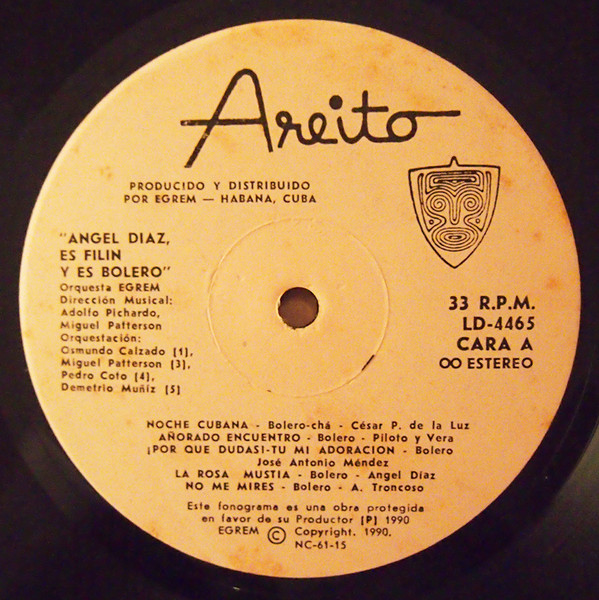 Areito
PRODUCIDO Y DISTRIBUIDO
POR EGREM — HABANA, CUBA
"ANGEL DIAZ,
ES FILIN
Y ES BOLERO"
Orquesta EGREM
Dirección Musical:
Adolfo Pichardo,
Miguel Patterson
Orquestación:
Osmundo Calzado [1],
Miguel Patterson [3],
Pedro Coto [4],
Demetrio Muñiz [5]
33 R.P.M.
LD-4465
CARA A
∞ ESTEREO
NOCHE CUBANA - Bolero-chá - César P. de la Luz
AÑORADO ENCUENTRO - Bolero - Piloto y Vera
¡POR QUE DUDAS!-TU MI ADORACION - Bolero
José Antonio Méndez
LA ROSA MUSTIA - Bolero - Angel Díaz
NO ME MIRES - Bolero - A. Troncoso
Este fonograma es una obra protegida
en favor de su Productor [P] 1990
EGREM © Copyright. 1990.
NC-61-15